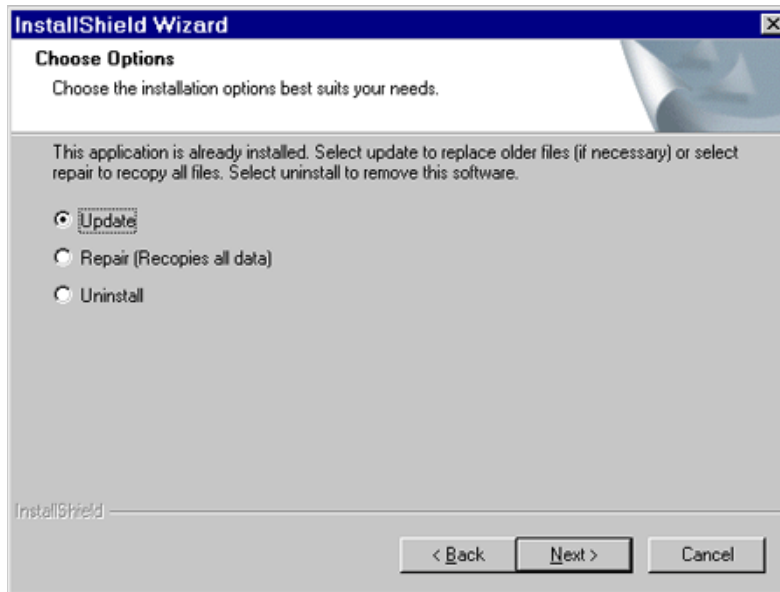 InstallShield Wizard
Choose Options
Choose the installation options best suits your needs.
This application is already installed. Select update to replace older files (if necessary) or select
repair to recopy all files. Select uninstall to remove this software.
Update
Repair (Recopies all data)
Uninstall
InstallShield
< Back Next > Cancel